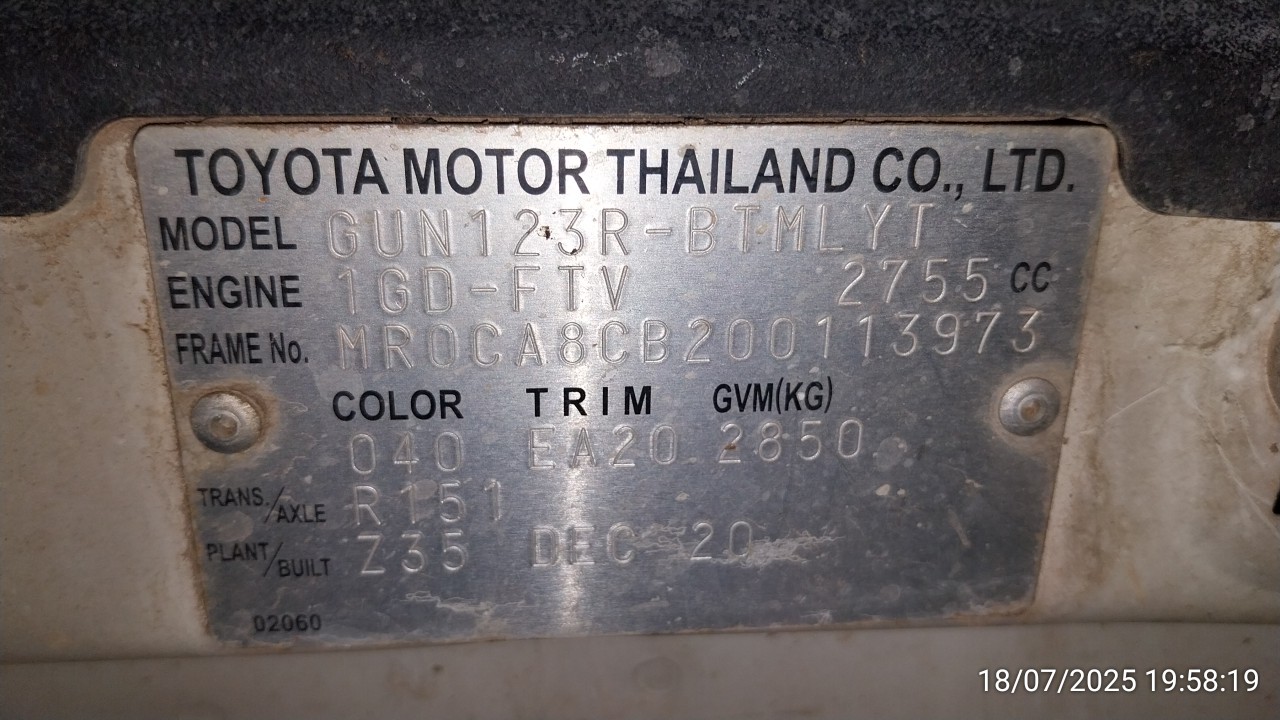 TOYOTA MOTOR THAILAND CO., LTD.
MODEL GUN123R-BTMLYT
ENGINE 1GD-FTV 2755 CC
FRAME No. MR0CA8CB200113973
COLOR TRIM GVM(KG)
040 EA20 2850
TRANS./AXLE R151
PLANT/BUILT Z35 DEC 20
02060
18/07/2025 19:58:19